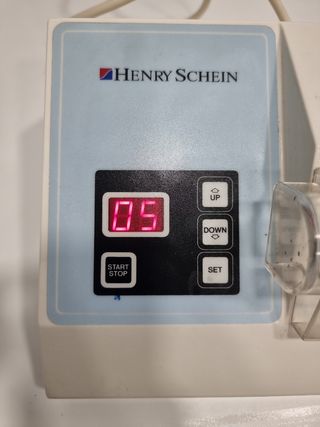 HENRY SCHEIN
05
UP
DOWN
START
STOP
SET